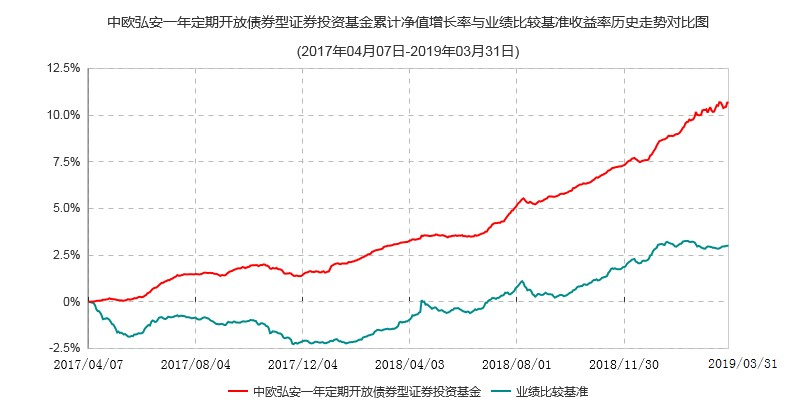 中欧弘安一年定期开放债券型证券投资基金累计净值增长率与业绩比较基准收益率历史走势对比图
(2017年04月07日-2019年03月31日)
12.5%
10.0%
7.5%
5.0%
2.5%
0%
-2.5%
2017/04/07 2017/08/04 2017/12/04 2018/04/03 2018/08/01 2018/11/30 2019/03/31
中欧弘安一年定期开放债券型证券投资基金 业绩比较基准